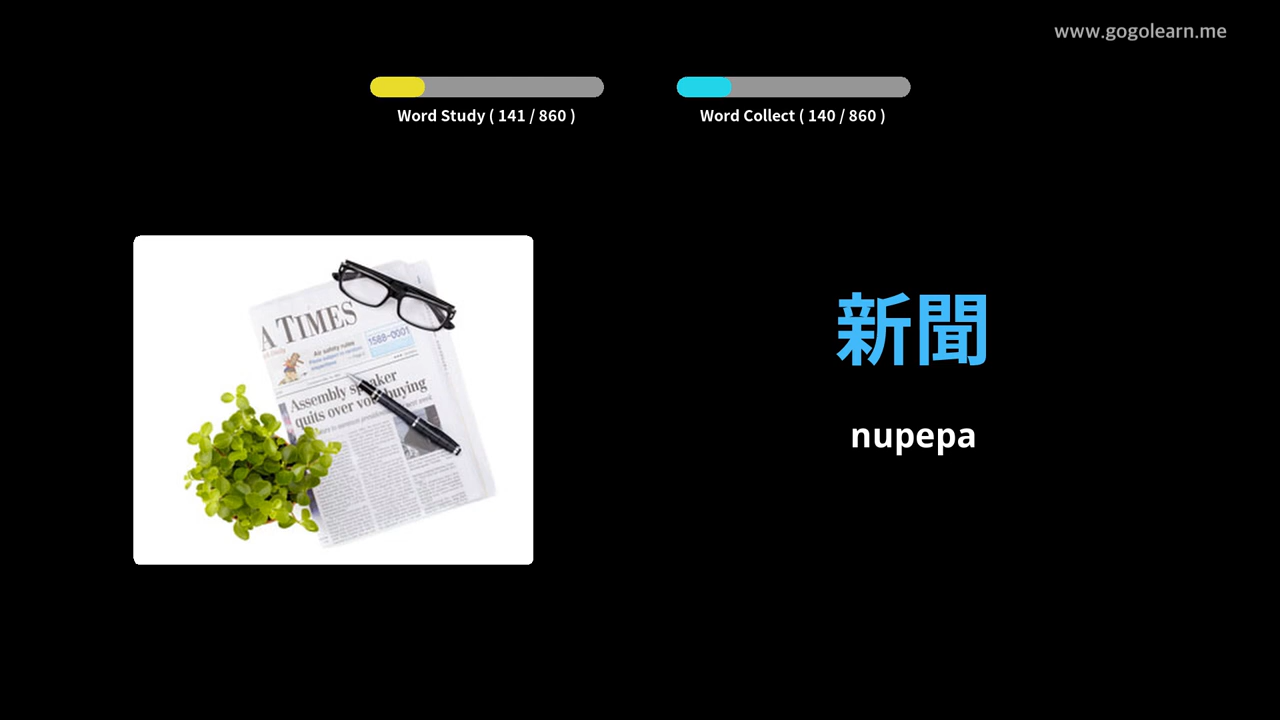 www.gogolearn.me
Word Study ( 141 / 860 )
Word Collect ( 140 / 860 )
A TIMES
Air safety rules
1588-0001
Assembly speaker
quits over vote buying
新聞
nupepa